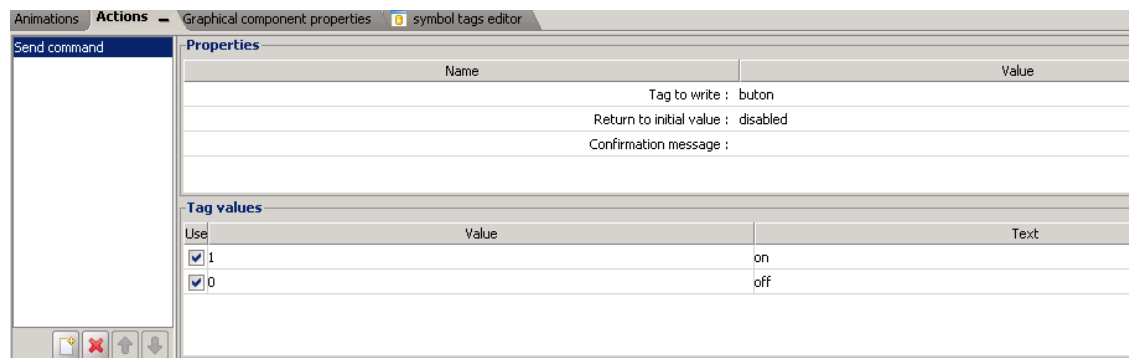 Animations Actions Graphical component properties symbol tags editor
Send command
Properties
Name Value
Tag to write : buton
Return to initial value : disabled
Confirmation message :
Tag values
Use Value Text
1 on
0 off